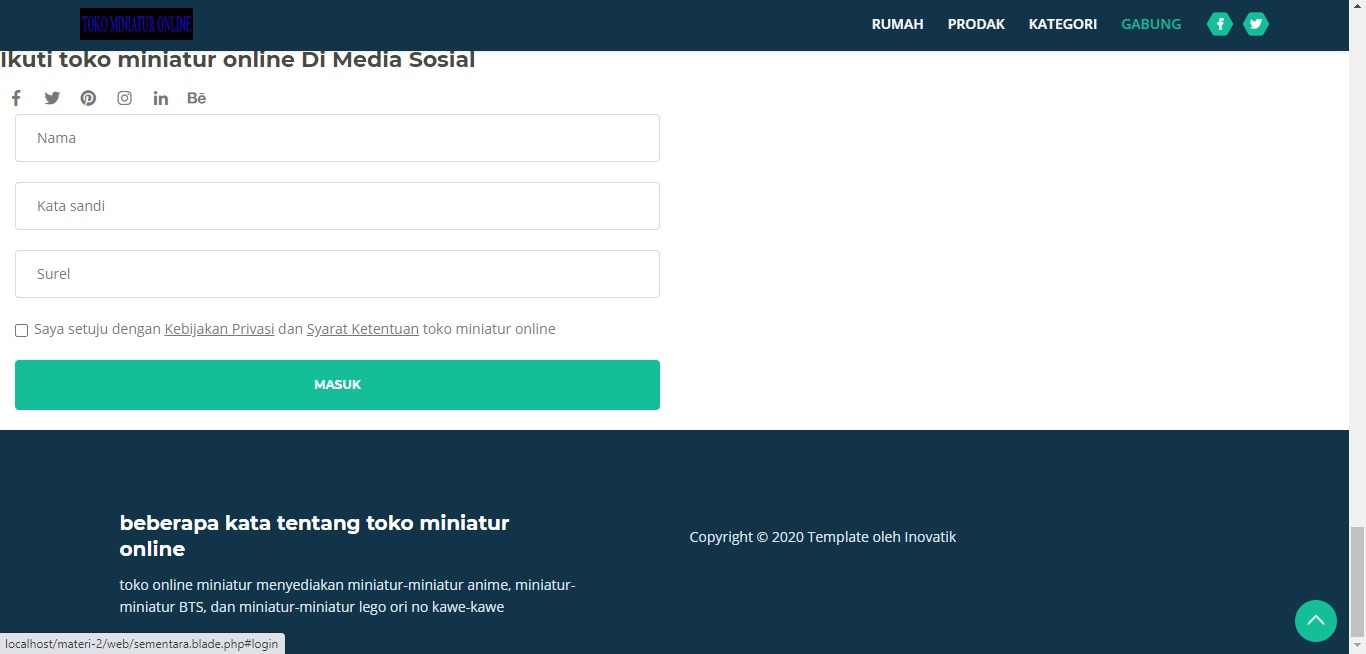 TOKO MINIATUR ONLINE
RUMAH PRODAK KATEGORI GABUNG
Ikuti toko miniatur online Di Media Sosial
Bē
Nama
Kata sandi
Surel
Saya setuju dengan Kebijakan Privasi dan Syarat Ketentuan toko miniatur online
MASUK
beberapa kata tentang toko miniatur
online
toko online miniatur menyediakan miniatur-miniatur anime, miniatur-
miniatur BTS, dan miniatur-miniatur lego ori no kawe-kawe
Copyright © 2020 Template oleh Inovatik
localhost/materi-2/web/sementara.blade.php#login